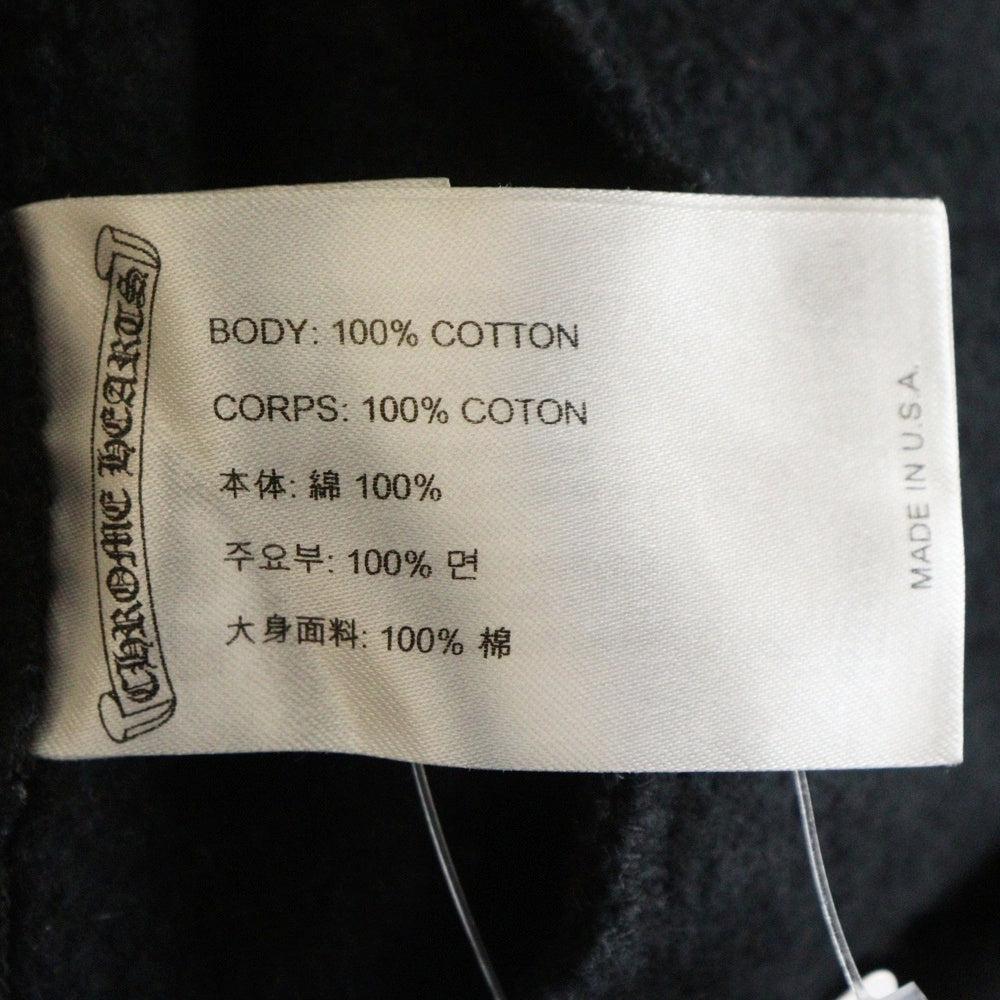 CHROME HEARTS
BODY: 100% COTTON
CORPS: 100% COTON
本体: 綿 100%
주요부: 100% 면
大身面料: 100% 棉
MADE IN U.S.A.